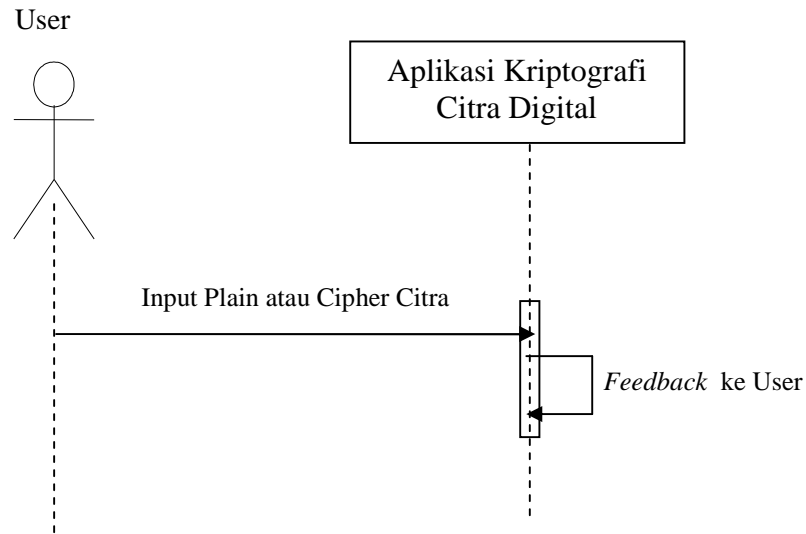 User
Aplikasi Kriptografi
Citra Digital
Input Plain atau Cipher Citra
Feedback ke User